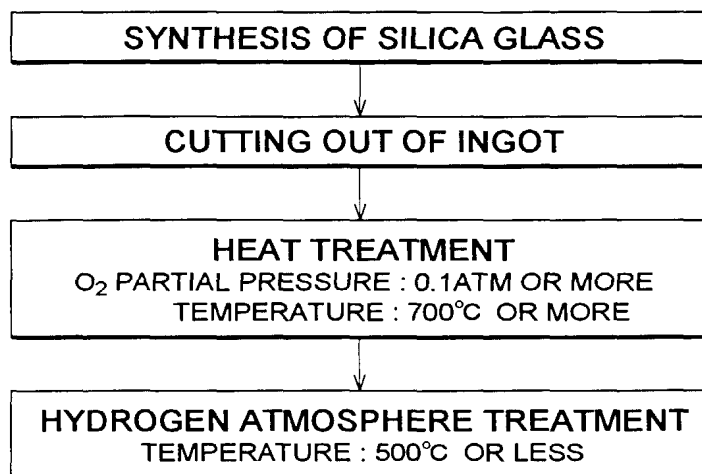 SYNTHESIS OF SILICA GLASS
CUTTING OUT OF INGOT
HEAT TREATMENT
O₂ PARTIAL PRESSURE : 0.1ATM OR MORE
TEMPERATURE : 700°C OR MORE
HYDROGEN ATMOSPHERE TREATMENT
TEMPERATURE : 500°C OR LESS